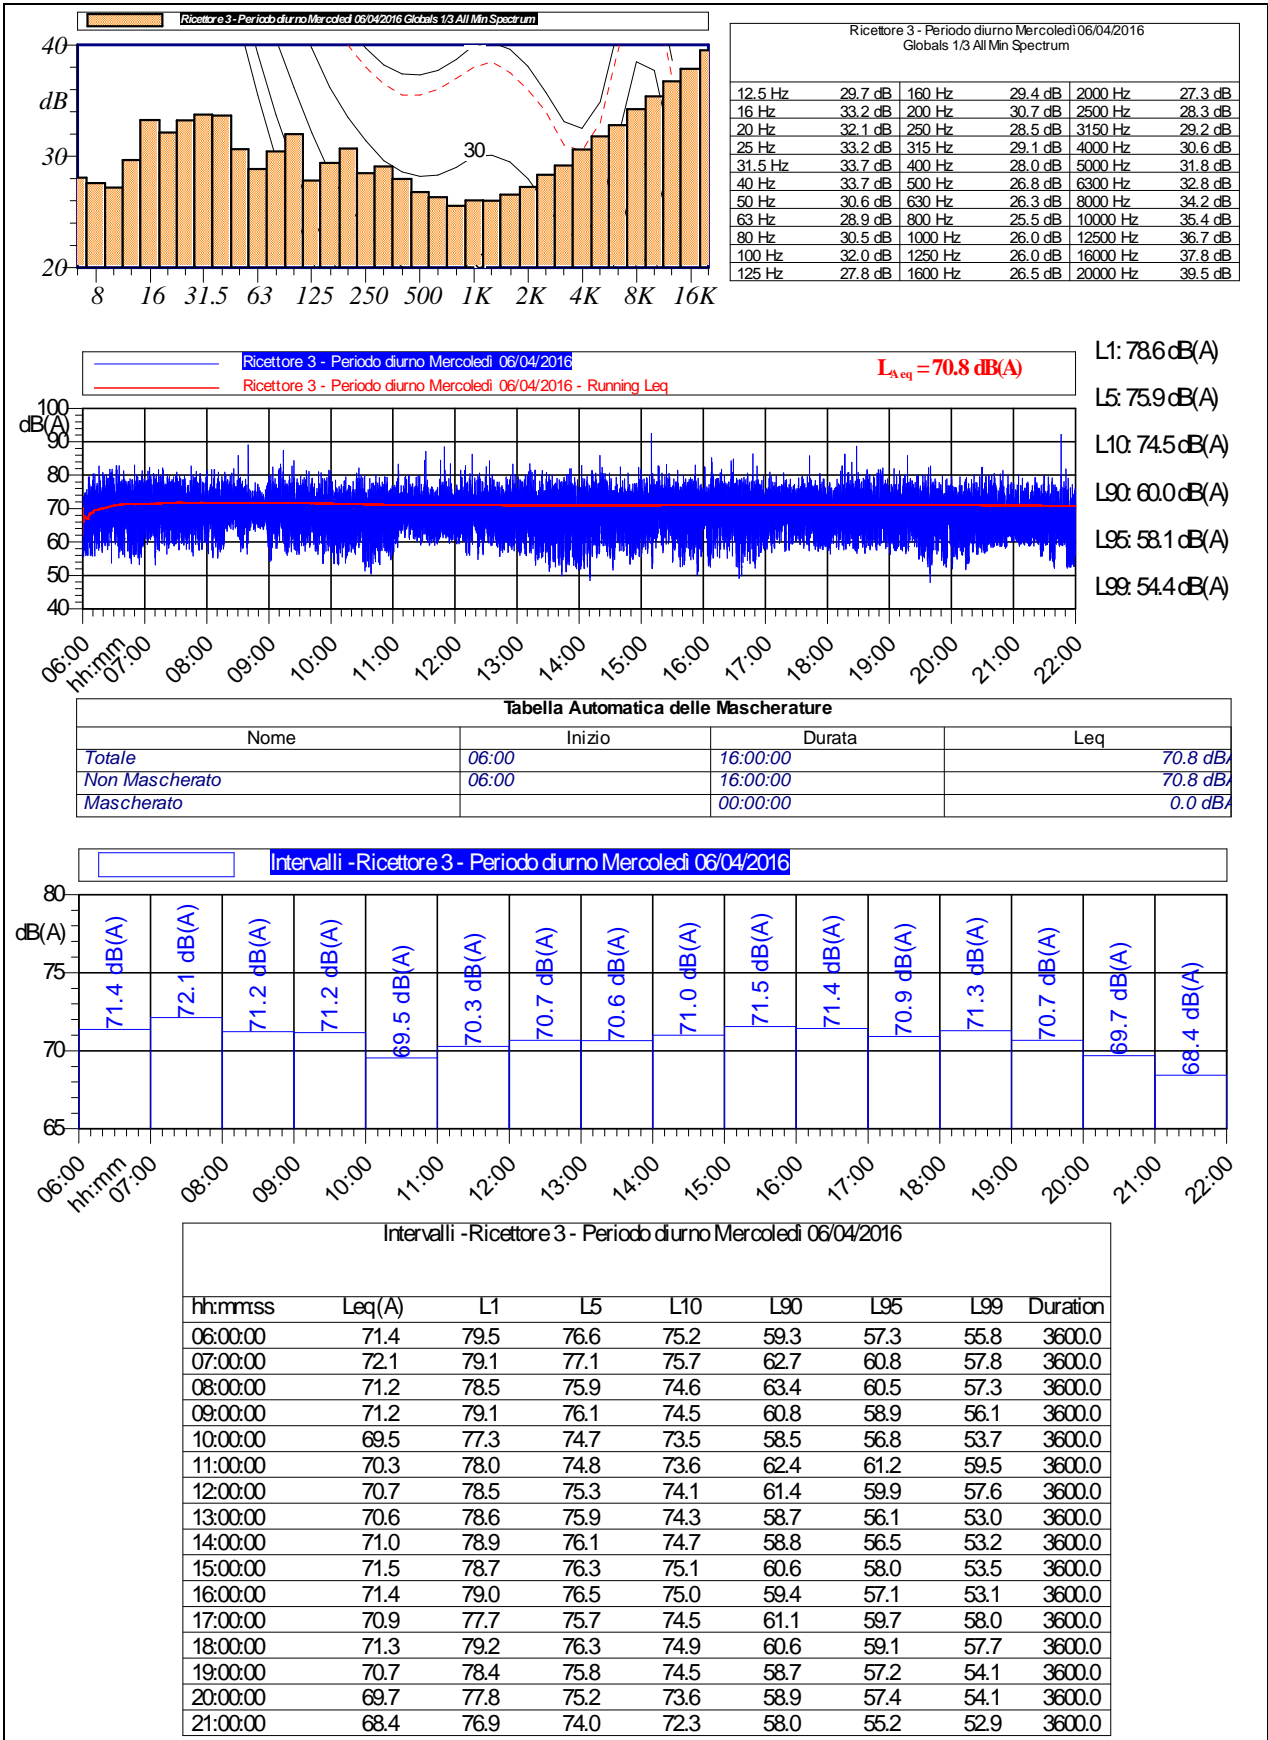 Ricettore 3 - Periodo diurno Mercoledì 06/04/2016 Globals 1/3 All Min Spectrum
40
dB
30
20
30
8 16 31.5 63 125 250 500 1K 2K 4K 8K 16K
Ricettore 3 - Periodo diurno Mercoledì 06/04/2016
Globals 1/3 All Min Spectrum
12.5 Hz 29.7 dB 160 Hz 29.4 dB 2000 Hz 27.3 dB
16 Hz 33.2 dB 200 Hz 30.7 dB 2500 Hz 28.3 dB
20 Hz 32.1 dB 250 Hz 28.5 dB 3150 Hz 29.2 dB
25 Hz 33.2 dB 315 Hz 29.1 dB 4000 Hz 30.6 dB
31.5 Hz 33.7 dB 400 Hz 28.0 dB 5000 Hz 31.8 dB
40 Hz 33.7 dB 500 Hz 26.8 dB 6300 Hz 32.8 dB
50 Hz 30.6 dB 630 Hz 26.3 dB 8000 Hz 34.2 dB
63 Hz 28.9 dB 800 Hz 25.5 dB 10000 Hz 35.4 dB
80 Hz 30.5 dB 1000 Hz 26.0 dB 12500 Hz 36.7 dB
100 Hz 32.0 dB 1250 Hz 26.0 dB 16000 Hz 37.8 dB
125 Hz 27.8 dB 1600 Hz 26.5 dB 20000 Hz 39.5 dB
Ricettore 3 - Periodo diurno Mercoledì 06/04/2016
Ricettore 3 - Periodo diurno Mercoledì 06/04/2016 - Running Leq
LAeq = 70.8 dB(A)
L1: 78.6 dB(A)
L5: 75.9 dB(A)
L10: 74.5 dB(A)
L90: 60.0 dB(A)
L95: 58.1 dB(A)
L99: 54.4 dB(A)
100
dB(A)
90
80
70
60
50
40
06:00 hh:mm 07:00 08:00 09:00 10:00 11:00 12:00 13:00 14:00 15:00 16:00 17:00 18:00 19:00 20:00 21:00 22:00
Tabella Automatica delle Mascherature
Nome Inizio Durata Leq
Totale 06:00 16:00:00 70.8 dBA
Non Mascherato 06:00 16:00:00 70.8 dBA
Mascherato 00:00:00 0.0 dBA
Intervalli - Ricettore 3 - Periodo diurno Mercoledì 06/04/2016
80
dB(A)
75
70
65
71.4 dB(A) 72.1 dB(A) 71.2 dB(A) 71.2 dB(A) 69.5 dB(A) 70.3 dB(A) 70.7 dB(A) 70.6 dB(A) 71.0 dB(A) 71.5 dB(A) 71.4 dB(A) 70.9 dB(A) 71.3 dB(A) 70.7 dB(A) 69.7 dB(A) 68.4 dB(A)
06:00 hh:mm 07:00 08:00 09:00 10:00 11:00 12:00 13:00 14:00 15:00 16:00 17:00 18:00 19:00 20:00 21:00 22:00
Intervalli - Ricettore 3 - Periodo diurno Mercoledì 06/04/2016
hh:mm:ss Leq(A) L1 L5 L10 L90 L95 L99 Duration
06:00:00 71.4 79.5 76.6 75.2 59.3 57.3 55.8 3600.0
07:00:00 72.1 79.1 77.1 75.7 62.7 60.8 57.8 3600.0
08:00:00 71.2 78.5 75.9 74.6 63.4 60.5 57.3 3600.0
09:00:00 71.2 79.1 76.1 74.5 60.8 58.9 56.1 3600.0
10:00:00 69.5 77.3 74.7 73.5 58.5 56.8 53.7 3600.0
11:00:00 70.3 78.0 74.8 73.6 62.4 61.2 59.5 3600.0
12:00:00 70.7 78.5 75.3 74.1 61.4 59.9 57.6 3600.0
13:00:00 70.6 78.6 75.9 74.3 58.7 56.1 53.0 3600.0
14:00:00 71.0 78.9 76.1 74.7 58.8 56.5 53.2 3600.0
15:00:00 71.5 78.7 76.3 75.1 60.6 58.0 53.5 3600.0
16:00:00 71.4 79.0 76.5 75.0 59.4 57.1 53.1 3600.0
17:00:00 70.9 77.7 75.7 74.5 61.1 59.7 58.0 3600.0
18:00:00 71.3 79.2 76.3 74.9 60.6 59.1 57.7 3600.0
19:00:00 70.7 78.4 75.8 74.5 58.7 57.2 54.1 3600.0
20:00:00 69.7 77.8 75.2 73.6 58.9 57.4 54.1 3600.0
21:00:00 68.4 76.9 74.0 72.3 58.0 55.2 52.9 3600.0